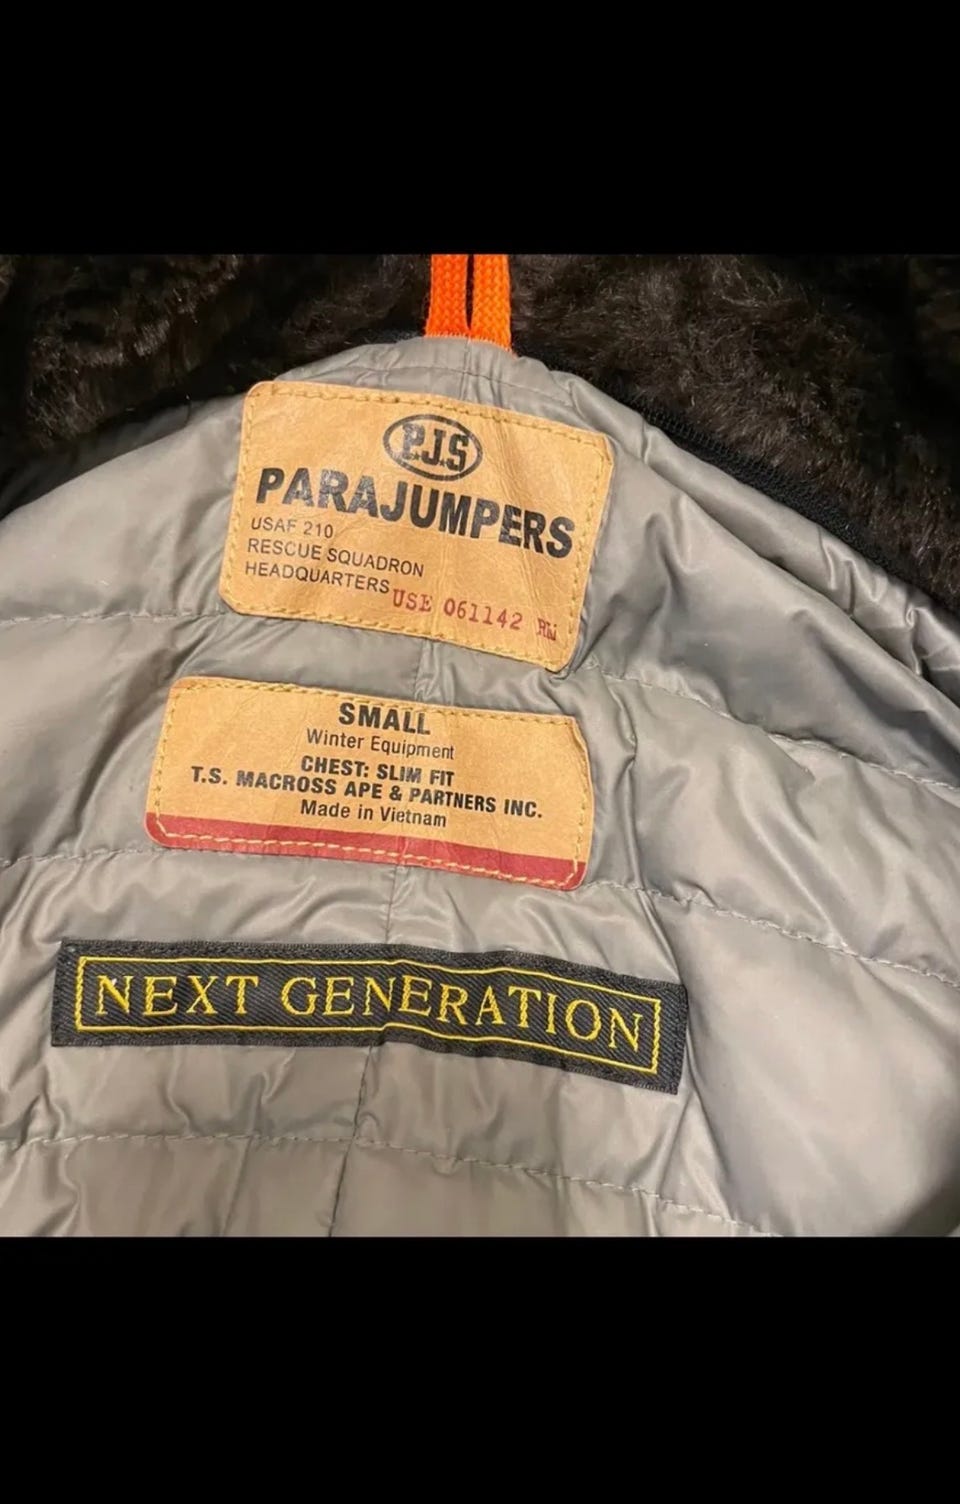 P.J.S
PARAJUMPERS
USAF 210
RESCUE SQUADRON
HEADQUARTERS USE 061142 RW
SMALL
Winter Equipment
CHEST: SLIM FIT
T.S. MACROSS APE & PARTNERS INC.
Made in Vietnam
NEXT GENERATION